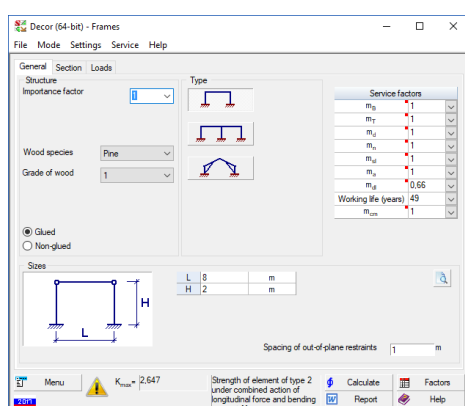 Decor (64-bit) - Frames
File Mode Settings Service Help
General Section Loads
Structure
Importance factor
1
Wood species
Pine
Grade of wood
1
Glued
Non-glued
Type
Service factors
mB 1
mT 1
md 1
mn 1
msl 1
ma 1
mdl 0,66
Working life (years) 49
mcm 1
Sizes
H
L
L 8 m
H 2 m
Spacing of out-of-plane restraints 1 m
Menu
Kmax= 2,647
Strength of element of type 2
under combined action of
longitudinal force and bending
Calculate
Factors
Report
Help